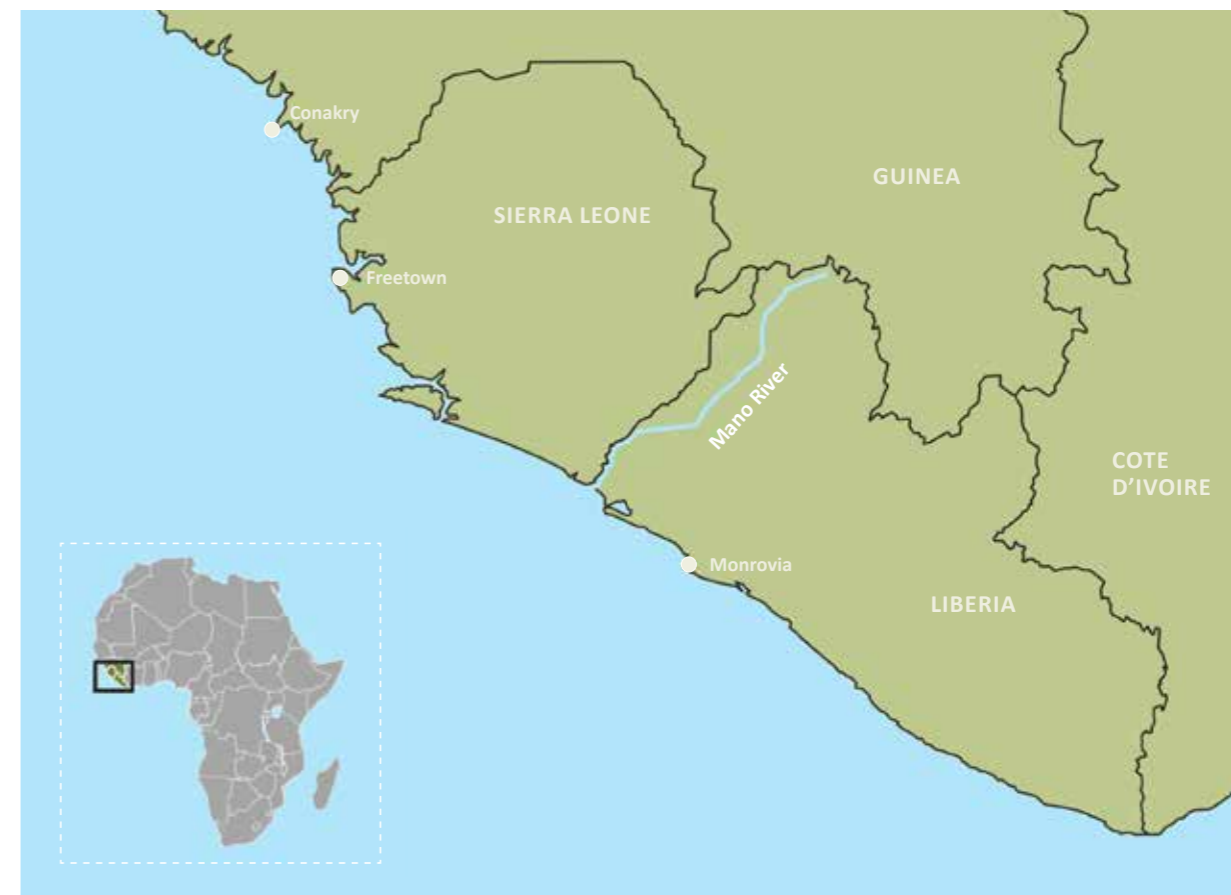 Conakry
GUINEA
SIERRA LEONE
Freetown
Mano River
COTE
D’IVOIRE
Monrovia
LIBERIA